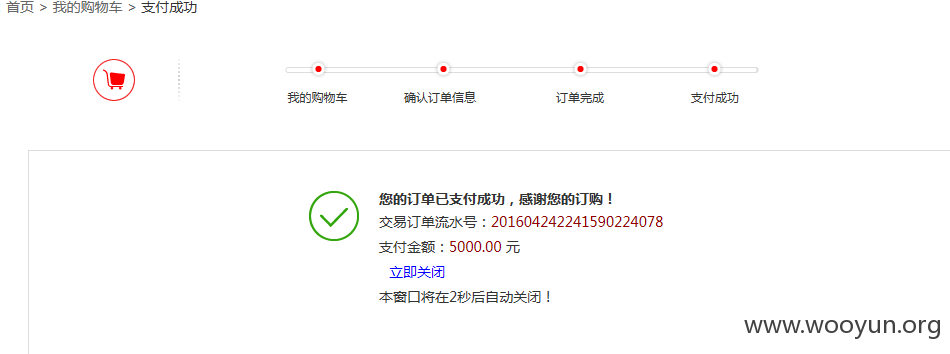 首页 > 我的购物车 > 支付成功
我的购物车 确认订单信息 订单完成 支付成功
您的订单已支付成功，感谢您的订购！
交易订单流水号：201604242241590224078
支付金额：5000.00 元
立即关闭
本窗口将在2秒后自动关闭！
www.wooyun.org